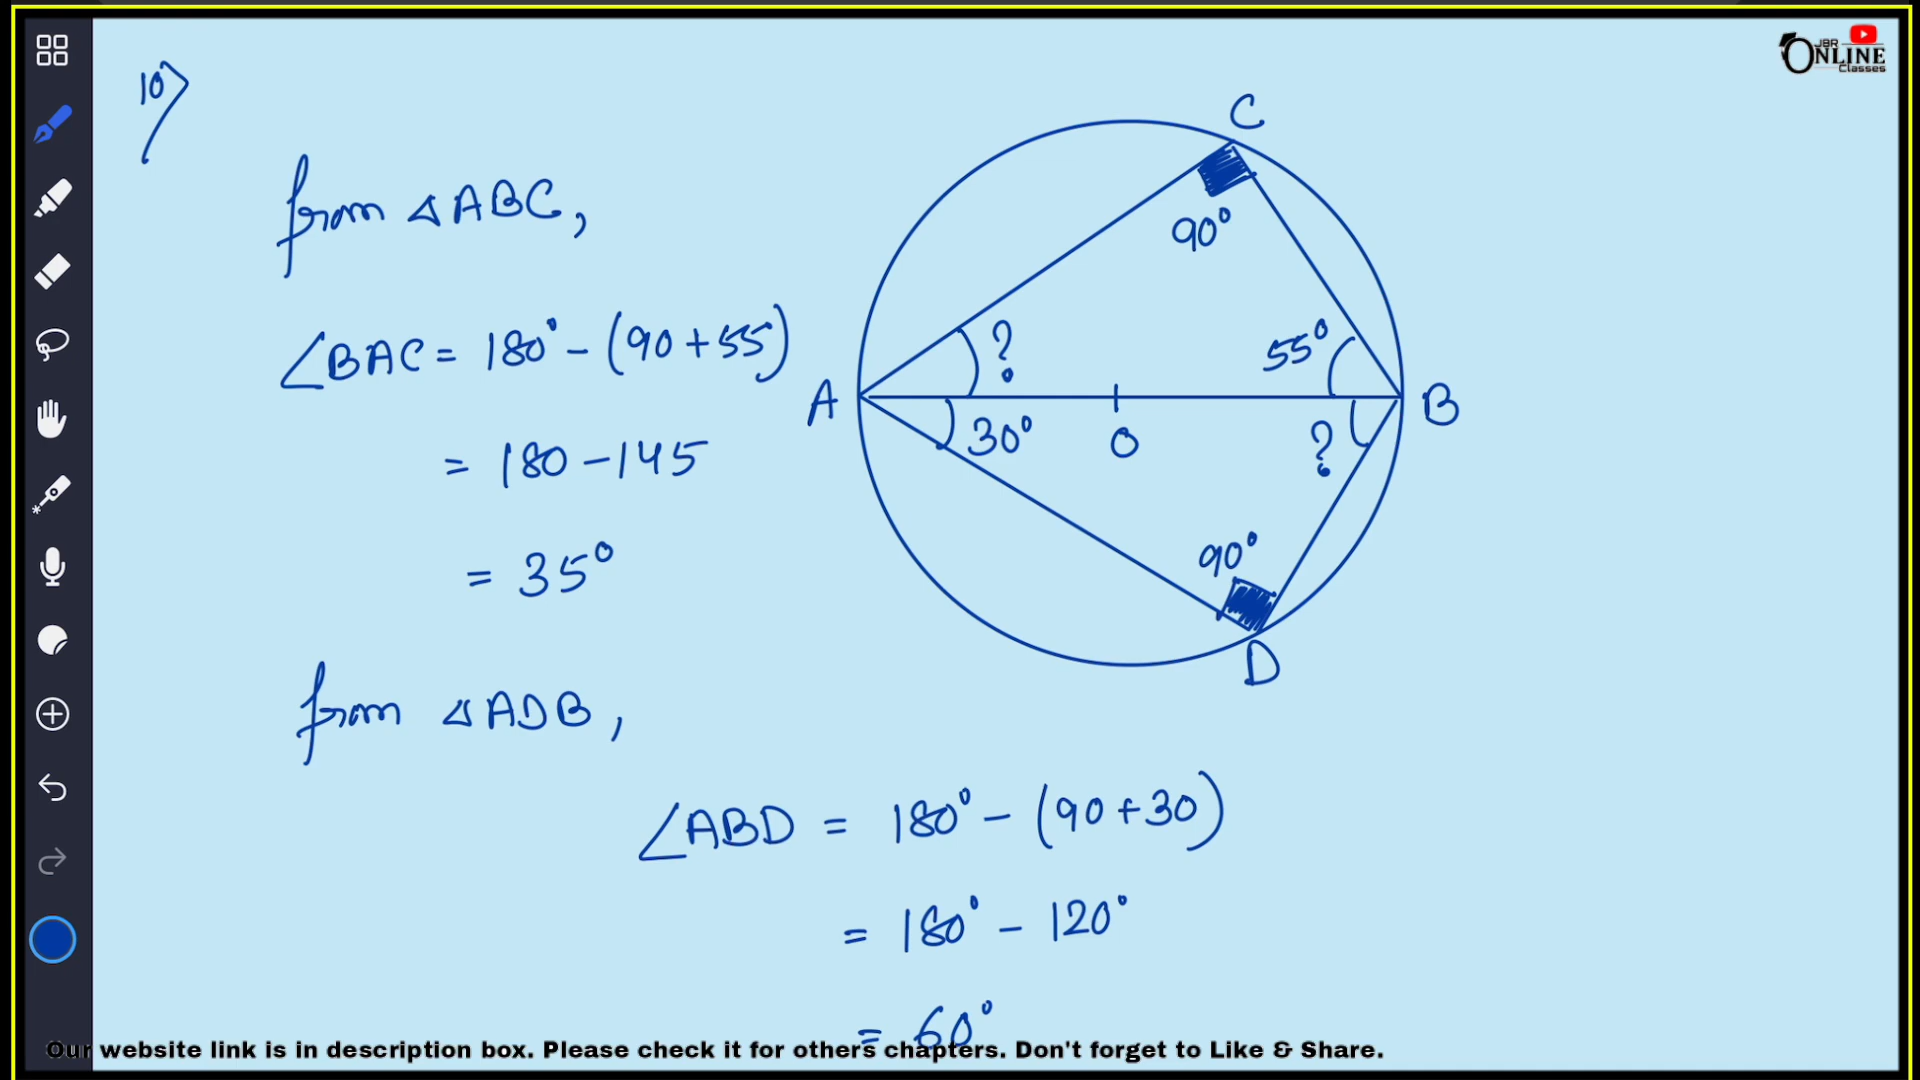 10
from △ABC,
∠BAC = 180° - (90 + 55)
= 180 - 145
= 35°
from △ADB,
∠ABD = 180° - (90 + 30)
= 180° - 120°
= 60°
C
90°
?
55°
A
B
30°
O
?
90°
D
JBR
ONLINE
Classes
Our website link is in description box. Please check it for others chapters. Don't forget to Like & Share.